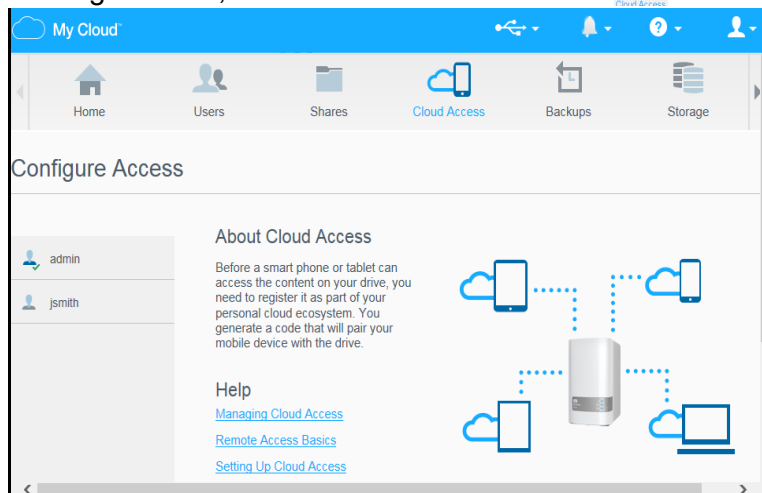 Cloud Access
My Cloud™
Home Users Shares Cloud Access Backups Storage
Configure Access
admin
jsmith
About Cloud Access
Before a smart phone or tablet can
access the content on your drive, you
need to register it as part of your
personal cloud ecosystem. You
generate a code that will pair your
mobile device with the drive.
Help
Managing Cloud Access
Remote Access Basics
Setting Up Cloud Access